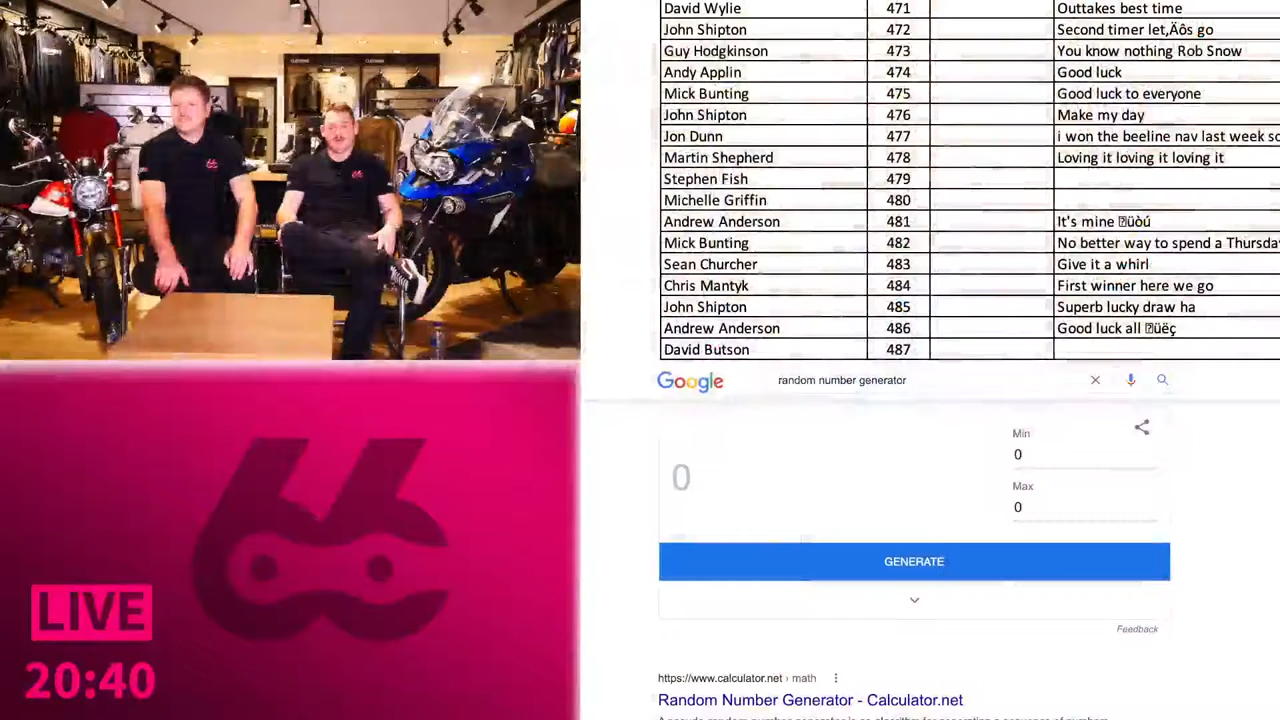 David Wylie 471 Outtakes best time
John Shipton 472 Second timer let‚Äôs go
Guy Hodgkinson 473 You know nothing Rob Snow
Andy Applin 474 Good luck
Mick Bunting 475 Good luck to everyone
John Shipton 476 Make my day
Jon Dunn 477 i won the beeline nav last week so
Martin Shepherd 478 Loving it loving it loving it
Stephen Fish 479
Michelle Griffin 480
Andrew Anderson 481 It's mine üòú
Mick Bunting 482 No better way to spend a Thursday
Sean Churcher 483 Give it a whirl
Chris Mantyk 484 First winner here we go
John Shipton 485 Superb lucky draw ha
Andrew Anderson 486 Good luck all üëç
David Butson 487
Google random number generator
Min
0
0
Max
0
GENERATE
Feedback
https://www.calculator.net › math
Random Number Generator - Calculator.net
66
LIVE
20:40